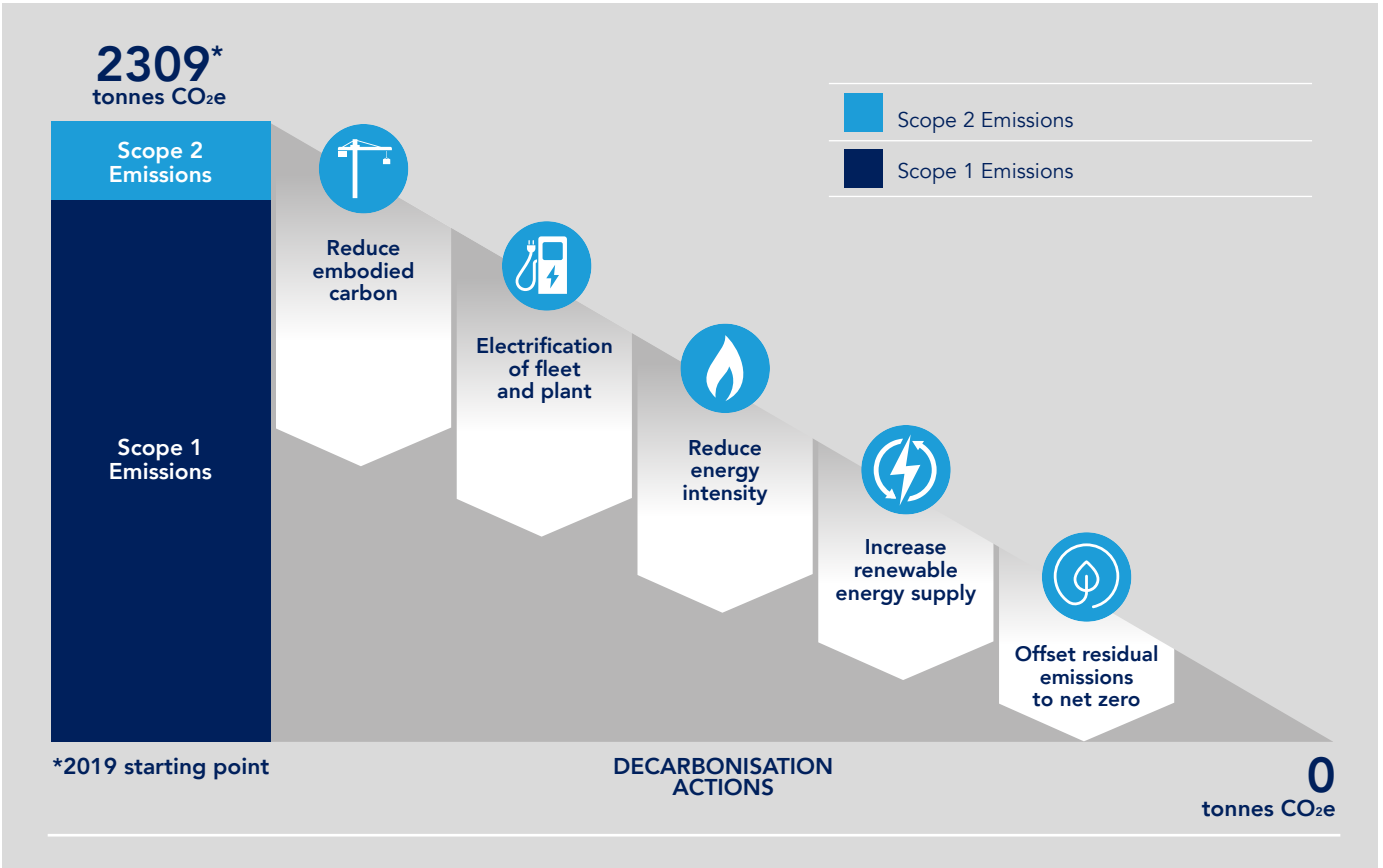 2309*
tonnes CO₂e
Scope 2
Emissions
Scope 1
Emissions
Scope 2 Emissions
Scope 1 Emissions
Reduce
embodied
carbon
Electrification
of fleet
and plant
Reduce
energy
intensity
Increase
renewable
energy supply
Offset residual
emissions
to net zero
*2019 starting point
DECARBONISATION
ACTIONS
0
tonnes CO₂e